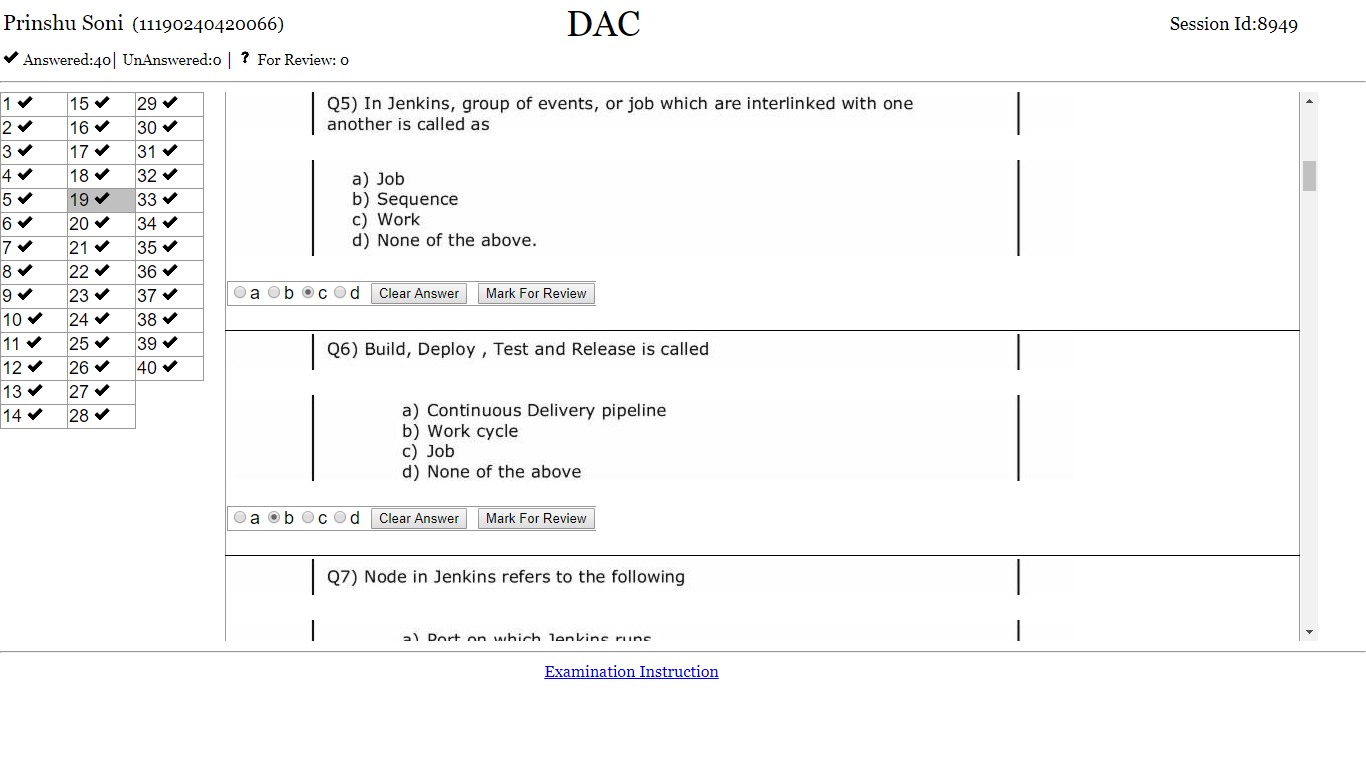 Prinshu Soni (11190240420066) DAC Session Id:8949
✔ Answered:40| UnAnswered:0 | ? For Review: 0
1 ✔ 15 ✔ 29 ✔
2 ✔ 16 ✔ 30 ✔
3 ✔ 17 ✔ 31 ✔
4 ✔ 18 ✔ 32 ✔
5 ✔ 19 ✔ 33 ✔
6 ✔ 20 ✔ 34 ✔
7 ✔ 21 ✔ 35 ✔
8 ✔ 22 ✔ 36 ✔
9 ✔ 23 ✔ 37 ✔
10 ✔ 24 ✔ 38 ✔
11 ✔ 25 ✔ 39 ✔
12 ✔ 26 ✔ 40 ✔
13 ✔ 27 ✔
14 ✔ 28 ✔
Q5) In Jenkins, group of events, or job which are interlinked with one
another is called as
a) Job
b) Sequence
c) Work
d) None of the above.
a b c d Clear Answer Mark For Review
Q6) Build, Deploy , Test and Release is called
a) Continuous Delivery pipeline
b) Work cycle
c) Job
d) None of the above
a b c d Clear Answer Mark For Review
Q7) Node in Jenkins refers to the following
a) Port on which Jenkins runs
Examination Instruction